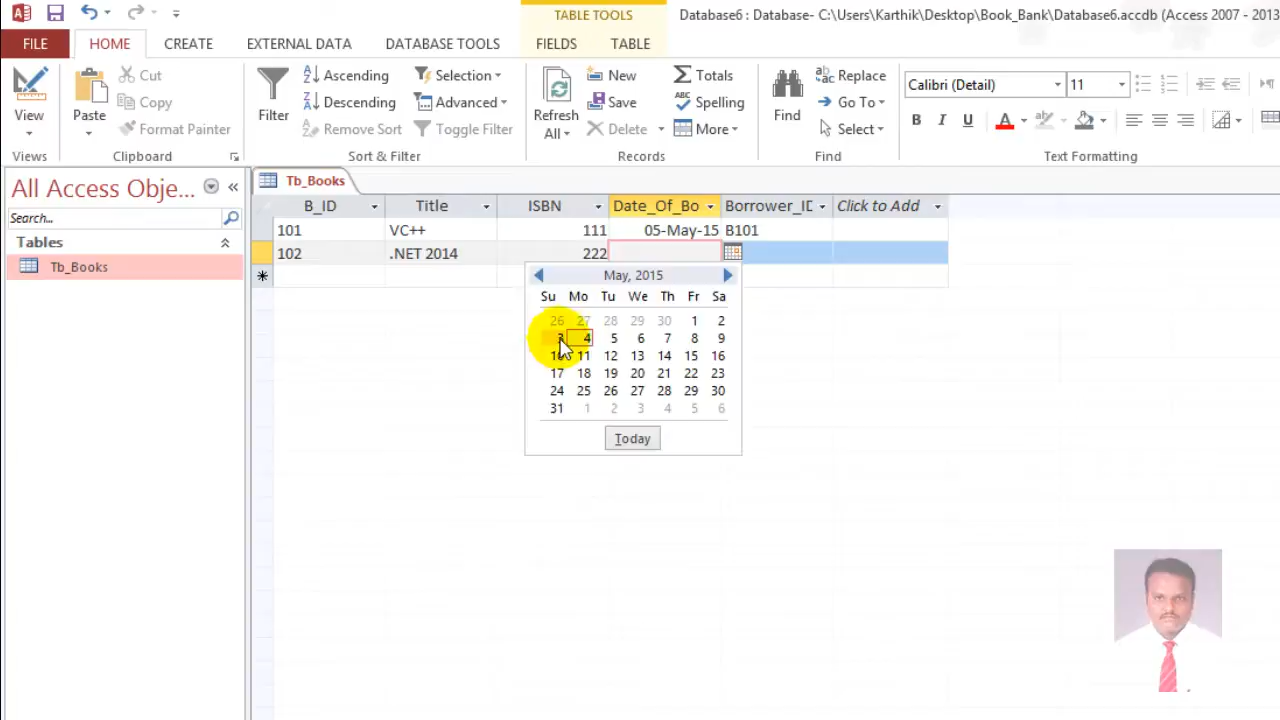 TABLE TOOLS
Database6 : Database- C:\Users\Karthik\Desktop\Book_Bank\Database6.accdb (Access 2007 - 2013
FILE HOME CREATE EXTERNAL DATA DATABASE TOOLS FIELDS TABLE
View
Views
Paste
Cut
Copy
Format Painter
Clipboard
Filter
Ascending
Descending
Remove Sort
Selection
Advanced
Toggle Filter
Sort & Filter
Refresh
All
New
Save
Delete
Totals
Spelling
More
Records
Find
Replace
Go To
Select
Find
Calibri (Detail) 11
B I U A
Text Formatting
All Access Obje...
Search...
Tables
Tb_Books
Tb_Books
B_ID Title ISBN Date_Of_Bo Borrower_ID Click to Add
101 VC++ 111 05-May-15 B101
102 .NET 2014 222
May, 2015
Su Mo Tu We Th Fr Sa
26 27 28 29 30 1 2
3 4 5 6 7 8 9
10 11 12 13 14 15 16
17 18 19 20 21 22 23
24 25 26 27 28 29 30
31 1 2 3 4 5 6
Today